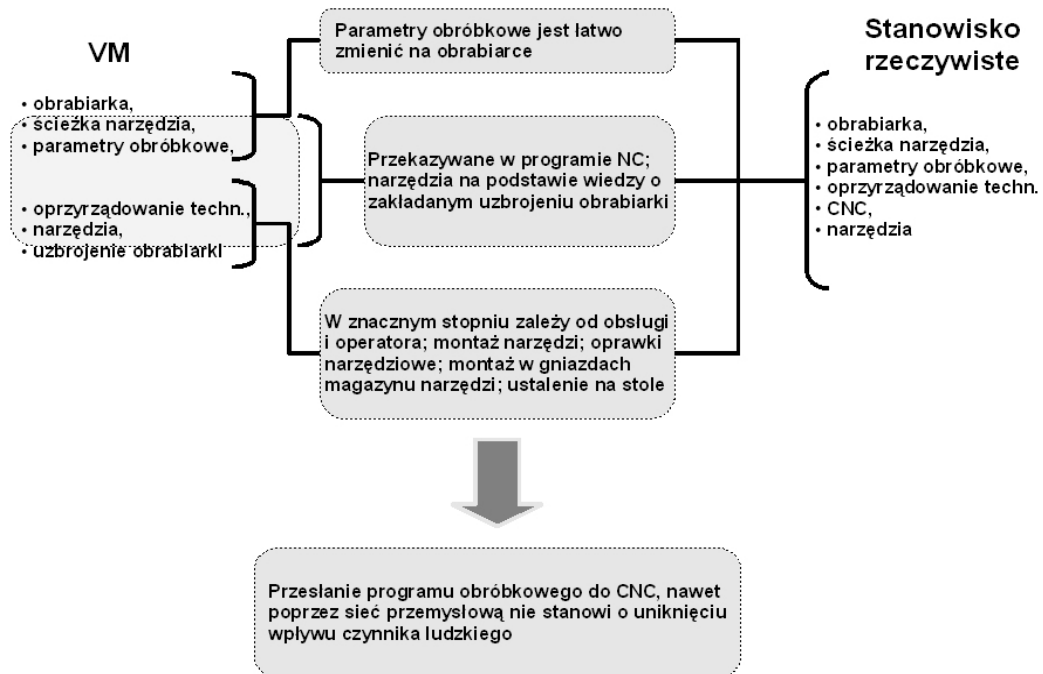 VM
• obrabiarka,
• ścieżka narzędzia,
• parametry obróbkowe,
• oprzyrządowanie techn.,
• narzędzia,
• uzbrojenie obrabiarki
Parametry obróbkowe jest łatwo
zmienić na obrabiarce
Przekazywane w programie NC;
narzędzia na podstawie wiedzy o
zakładanym uzbrojeniu obrabiarki
W znacznym stopniu zależy od obsługi
i operatora; montaż narzędzi; oprawki
narzędziowe; montaż w gniazdach
magazynu narzędzi; ustalenie na stole
Stanowisko
rzeczywiste
• obrabiarka,
• ścieżka narzędzia,
• parametry obróbkowe,
• oprzyrządowanie techn.
• CNC,
• narzędzia
Przesłanie programu obróbkowego do CNC, nawet
poprzez sieć przemysłową nie stanowi o uniknięciu
wpływu czynnika ludzkiego